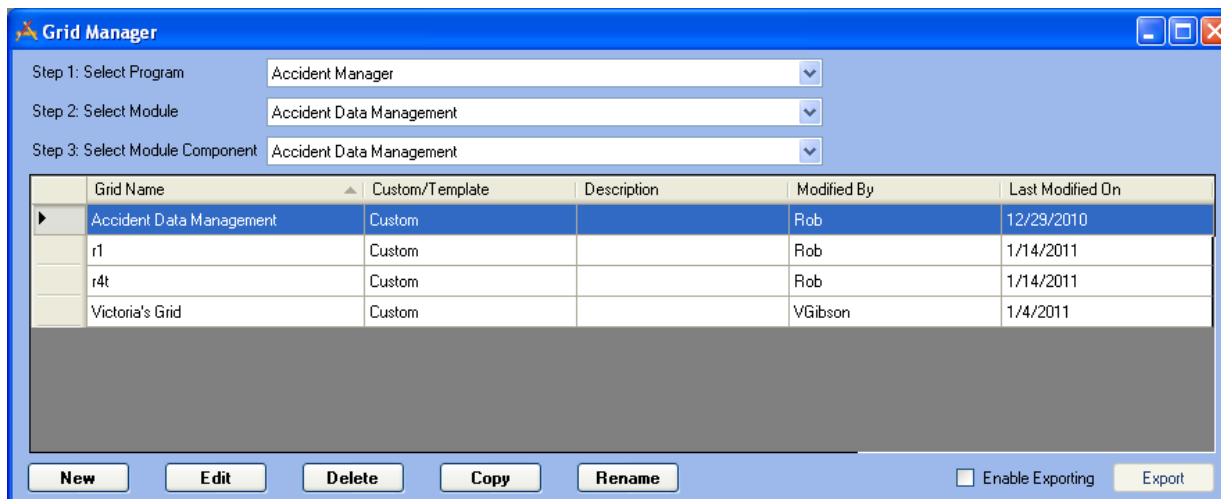 Grid Manager
Step 1: Select Program Accident Manager
Step 2: Select Module Accident Data Management
Step 3: Select Module Component Accident Data Management
Grid Name Custom/Template Description Modified By Last Modified On
Accident Data Management Custom Rob 12/29/2010
r1 Custom Rob 1/14/2011
r4t Custom Rob 1/14/2011
Victoria's Grid Custom VGibson 1/4/2011
New Edit Delete Copy Rename Enable Exporting Export